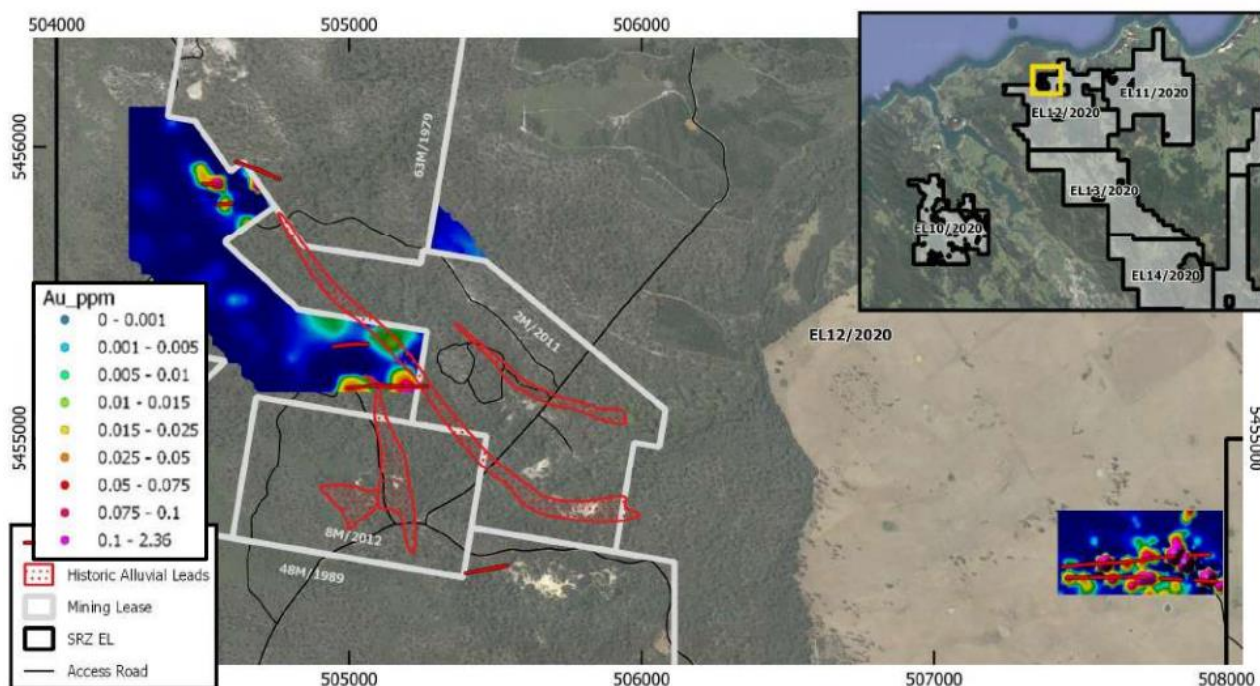 504000
505000
506000
5456000
5455000
63M/1979
2M/2011
8M/2012
48M/1989
EL12/2020
EL11/2020
EL12/2020
EL13/2020
EL10/2020
EL14/2020
Au_ppm
0 - 0.001
0.001 - 0.005
0.005 - 0.01
0.01 - 0.015
0.015 - 0.025
0.025 - 0.05
0.05 - 0.075
0.075 - 0.1
0.1 - 2.36
Historic Alluvial Leads
Mining Lease
SRZ EL
Access Road
5455000
505000
506000
507000
508000